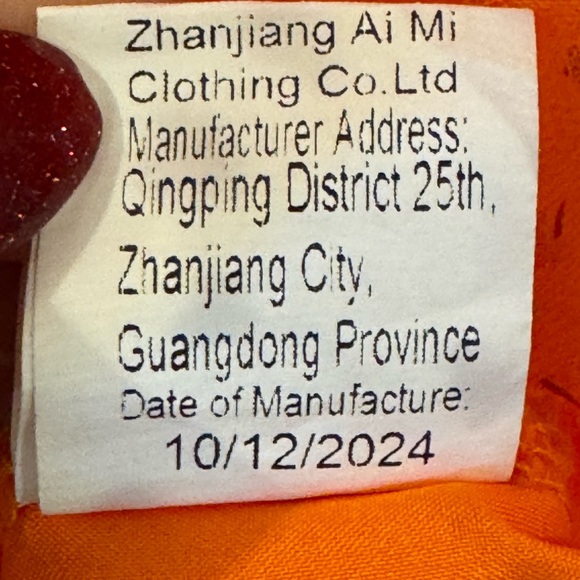 Zhanjiang Ai Mi
Clothing Co.Ltd
Manufacturer Address:
Qingping District 25th,
Zhanjiang City,
Guangdong Province
Date of Manufacture:
10/12/2024